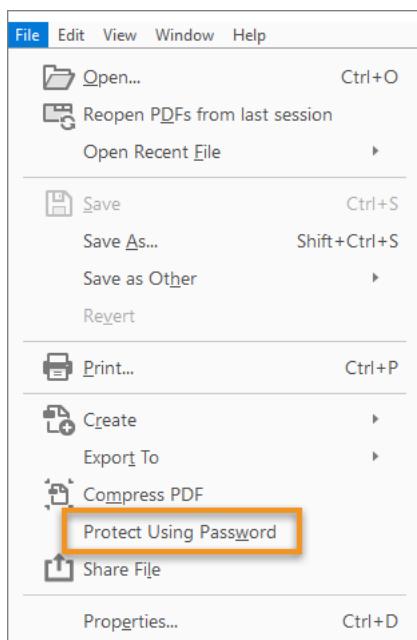 File Edit View Window Help
Open... Ctrl+O
Reopen PDFs from last session
Open Recent File
Save Ctrl+S
Save As... Shift+Ctrl+S
Save as Other
Revert
Print... Ctrl+P
Create
Export To
Compress PDF
Protect Using Password
Share File
Properties... Ctrl+D